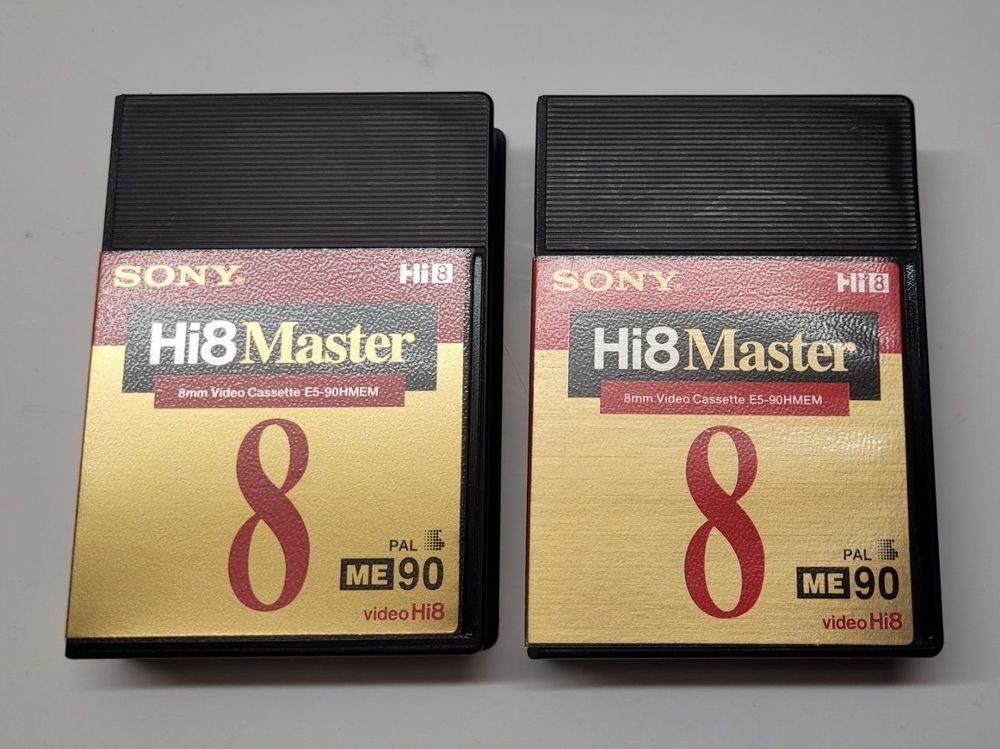 SONY®
Hi8
Hi8 Master
8mm Video Cassette E5-90HMEM
8
PAL
ME 90
video Hi8
SONY®
Hi8
Hi8 Master
8mm Video Cassette E5-90HMEM
8
PAL
ME 90
video Hi8